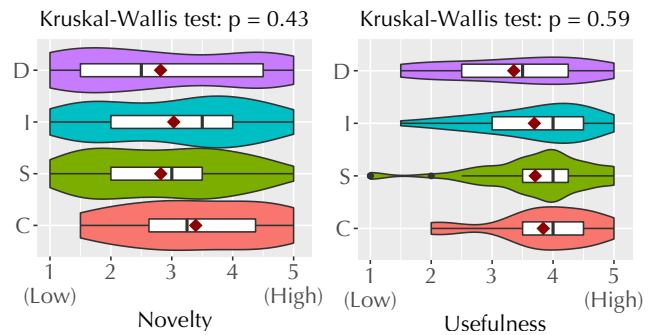 Kruskal-Wallis test: p = 0.43
D
I
S
C
1 2 3 4 5
(Low) (High)
Novelty
Kruskal-Wallis test: p = 0.59
D
I
S
C
1 2 3 4 5
(Low) (High)
Usefulness